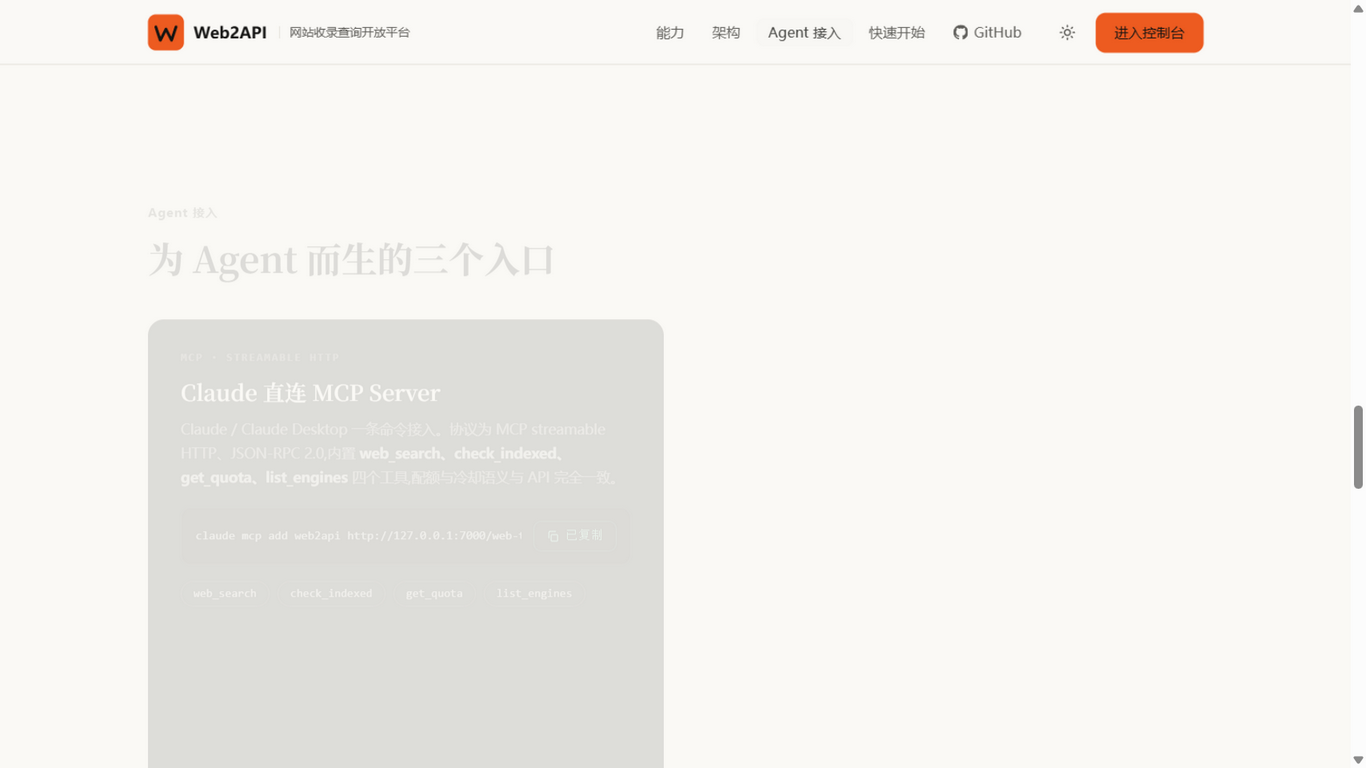 W Web2API 网站收录查询开放平台 能力 架构 Agent 接入 快速开始 GitHub 进入控制台
Agent 接入
为 Agent 而生的三个入口
MCP · STREAMABLE HTTP
Claude 直连 MCP Server
Claude / Claude Desktop 一条命令接入。协议为 MCP streamable
HTTP、JSON-RPC 2.0,内置 web_search、check_indexed、
get_quota、list_engines 四个工具,配额与冷却语义与 API 完全一致。
claude mcp add web2api http://127.0.0.1:7000/web- 已复制
web_search check_indexed get_quota list_engines